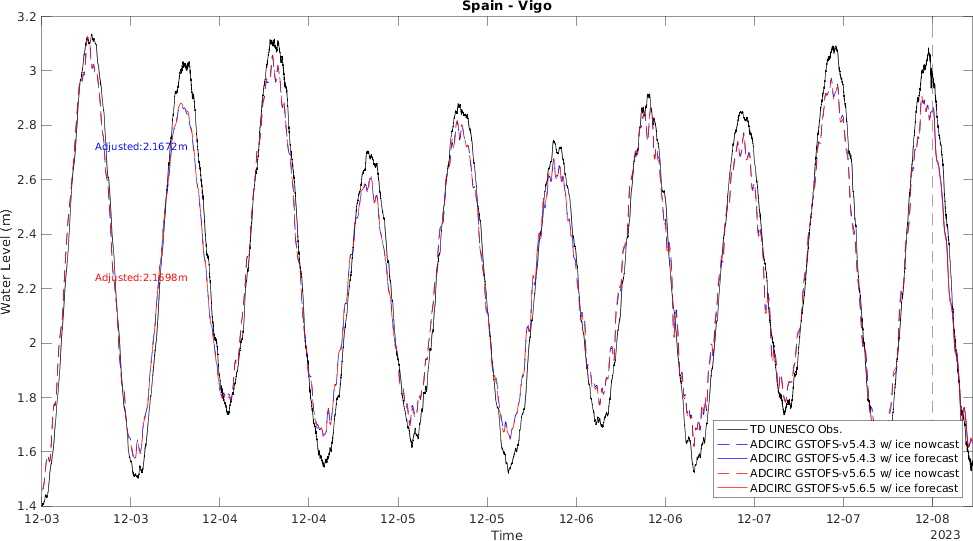 Spain - Vigo
3.2
3
2.8
2.6
2.4
2.2
2
1.8
1.6
1.4
Water Level (m)
Adjusted:2.1672m
Adjusted:2.1698m
TD UNESCO Obs.
ADCIRC GSTOFS-v5.4.3 w/ ice nowcast
ADCIRC GSTOFS-v5.4.3 w/ ice forecast
ADCIRC GSTOFS-v5.6.5 w/ ice nowcast
ADCIRC GSTOFS-v5.6.5 w/ ice forecast
12-03 12-03 12-04 12-04 12-05 12-05 12-06 12-06 12-07 12-07 12-08
2023
Time